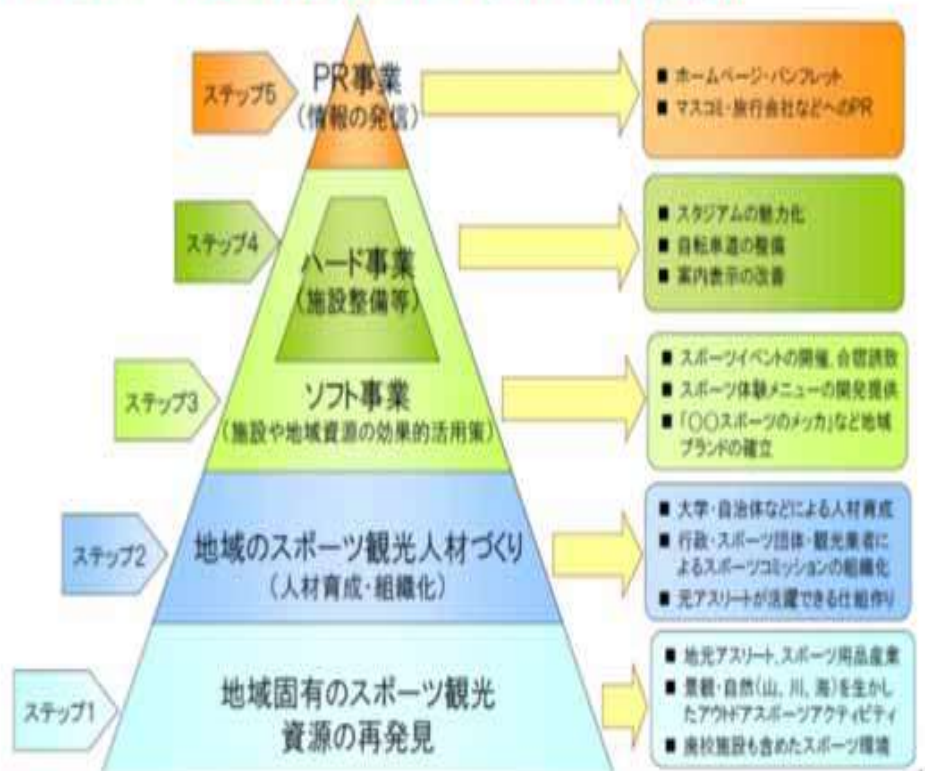 ステップ5
PR事業
(情報の発信)
■ ホームページ・パンフレット
■ マスコミ・旅行会社などへのPR
ステップ4
ハード事業
(施設整備等)
■ スタジアムの魅力化
■ 自転車道の整備
■ 案内表示の改善
ステップ3
ソフト事業
(施設や地域資源の効果的活用策)
■ スポーツイベントの開催、合宿誘致
■ スポーツ体験メニューの開発提供
■ 「○○スポーツのメッカ」など地域
ブランドの確立
ステップ2
地域のスポーツ観光人材づくり
(人材育成・組織化)
■ 大学・自治体などによる人材育成
■ 行政・スポーツ団体・観光業者に
よるスポーツコミッションの組織化
■ 元アスリートが活躍できる仕組作り
ステップ1
地域固有のスポーツ観光
資源の再発見
■ 地元アスリート、スポーツ用品産業
■ 景観・自然(山、川、海)を生かし
たアウトドアスポーツアクティビティ
■ 廃校施設も含めたスポーツ環境